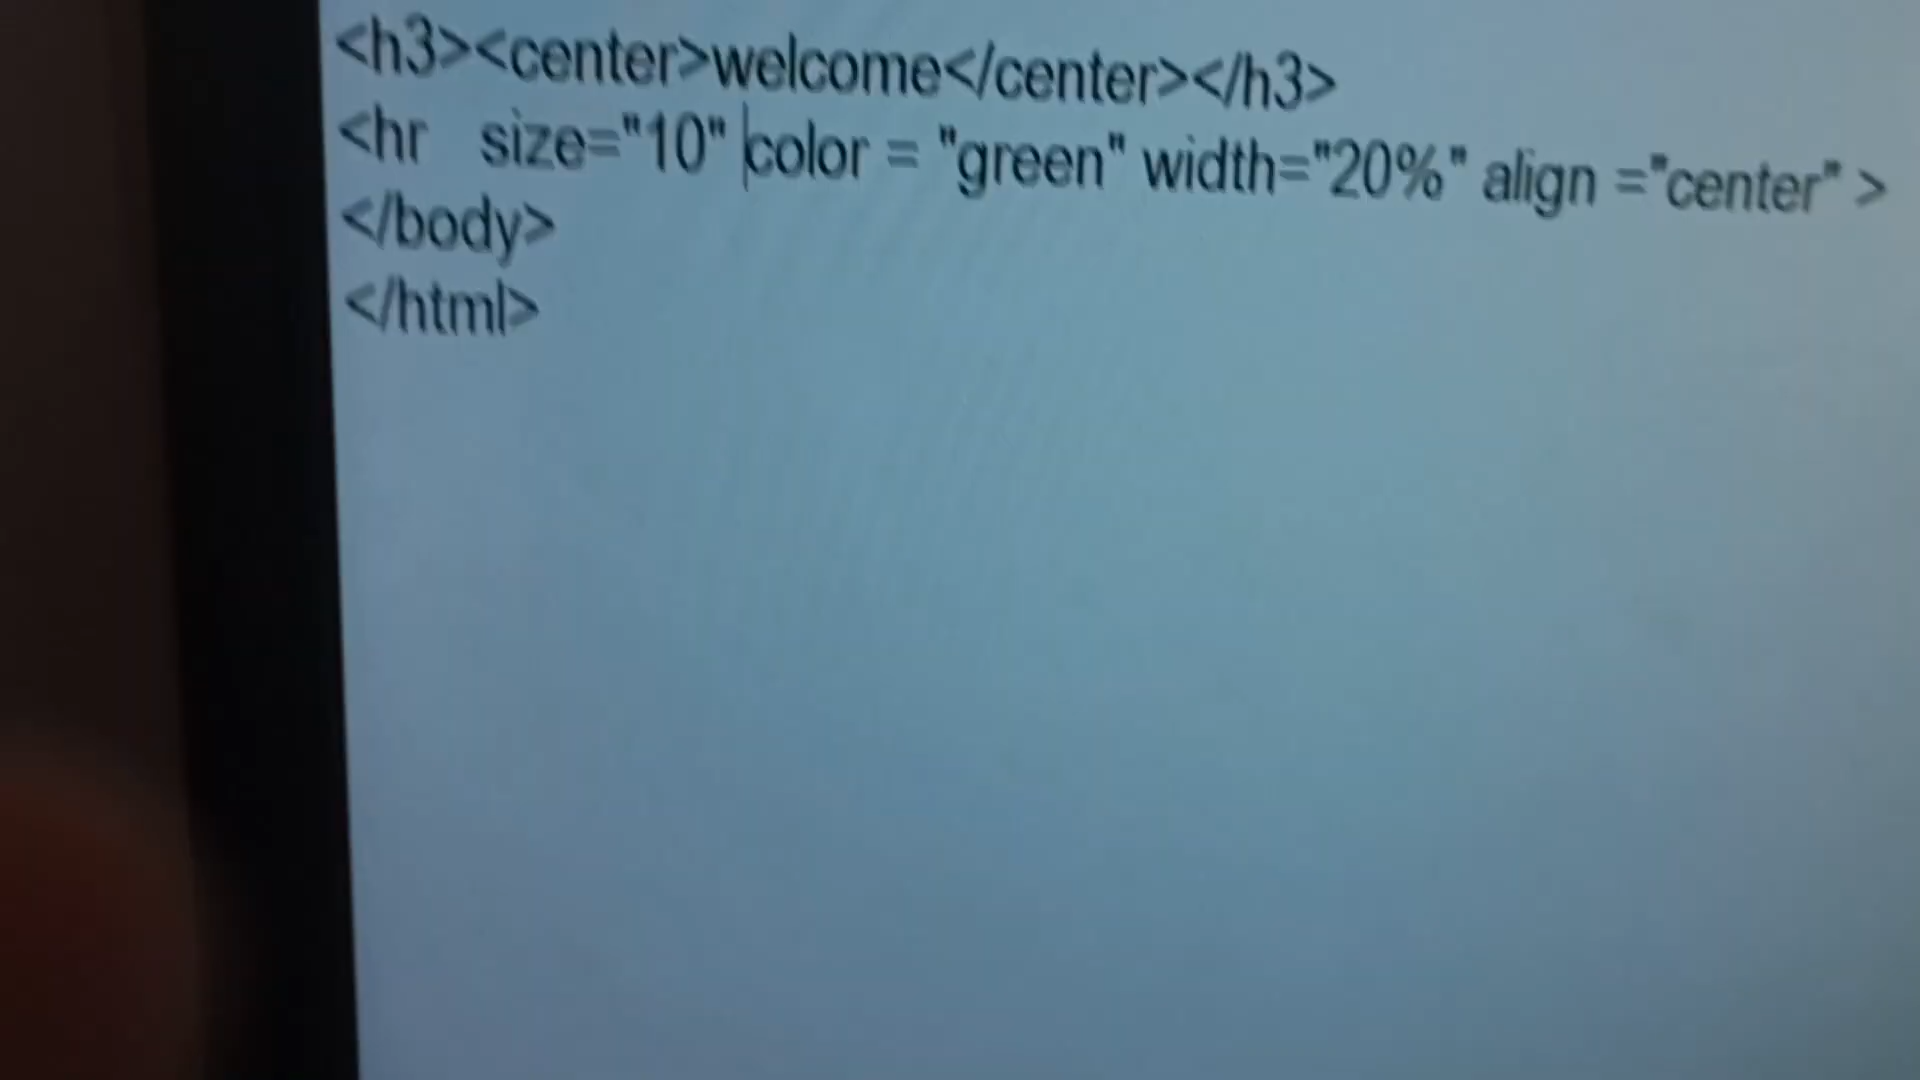 <h3><center>welcome</center></h3>
<hr   size="10" color = "green" width="20%" align ="center" >
</body>
</html>